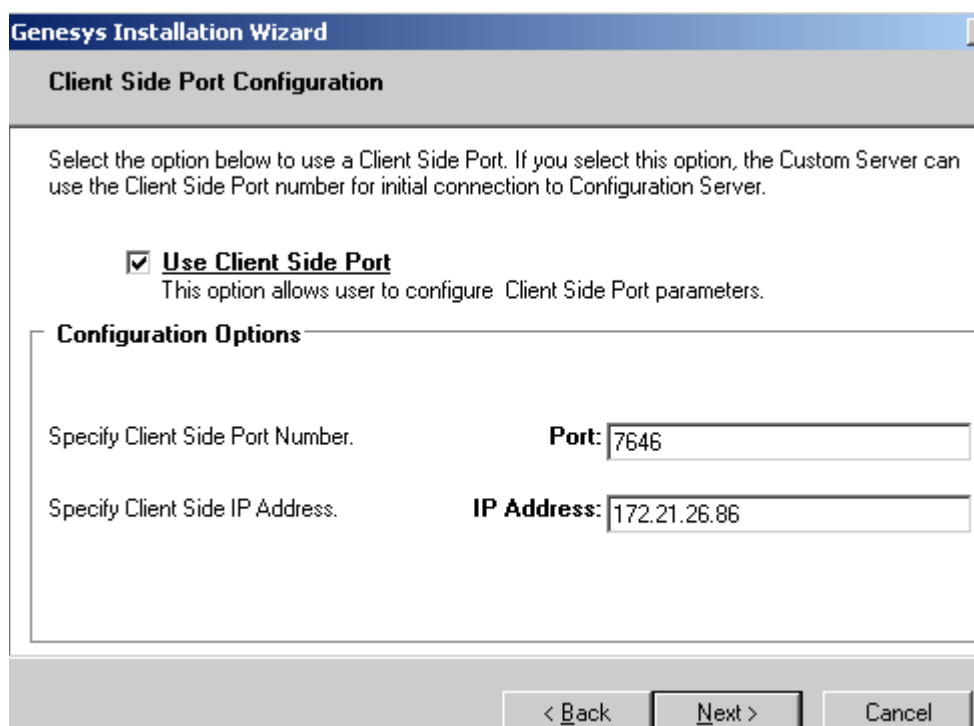 Genesys Installation Wizard
Client Side Port Configuration
Select the option below to use a Client Side Port. If you select this option, the Custom Server can
use the Client Side Port number for initial connection to Configuration Server.
Use Client Side Port
This option allows user to configure Client Side Port parameters.
Configuration Options
Specify Client Side Port Number. Port: 7646
Specify Client Side IP Address. IP Address: 172.21.26.86
< Back Next > Cancel